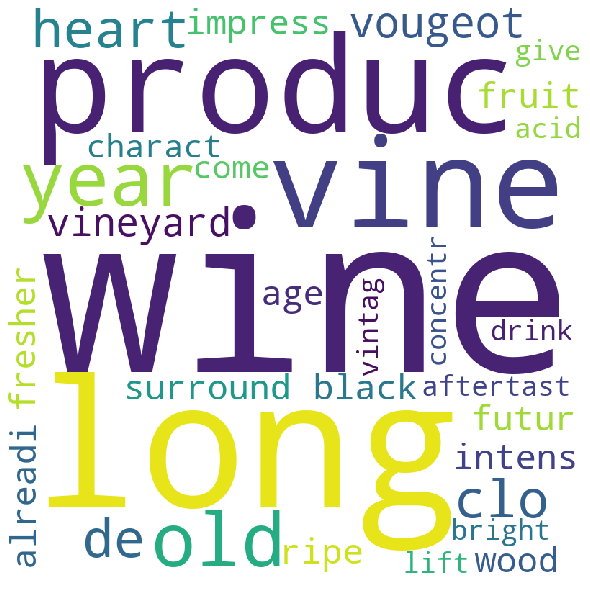 heart impress vougeot
give
produc
fruit
acid
charact
year come vine
vineyard
wine
fresher
age
vintag
concentr
drink
surround black aftertast
long
futur
alreadi
intens
clo
de old
bright
ripe
lift wood